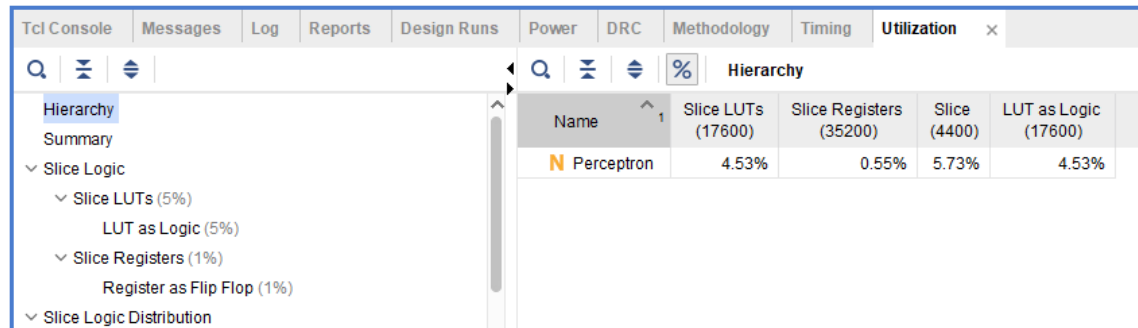 Tcl Console Messages Log Reports Design Runs Power DRC Methodology Timing Utilization ×
% Hierarchy
Hierarchy
Summary
Slice Logic
Slice LUTs (5%)
LUT as Logic (5%)
Slice Registers (1%)
Register as Flip Flop (1%)
Slice Logic Distribution
Name 1 Slice LUTs (17600) Slice Registers (35200) Slice (4400) LUT as Logic (17600)
N Perceptron 4.53% 0.55% 5.73% 4.53%